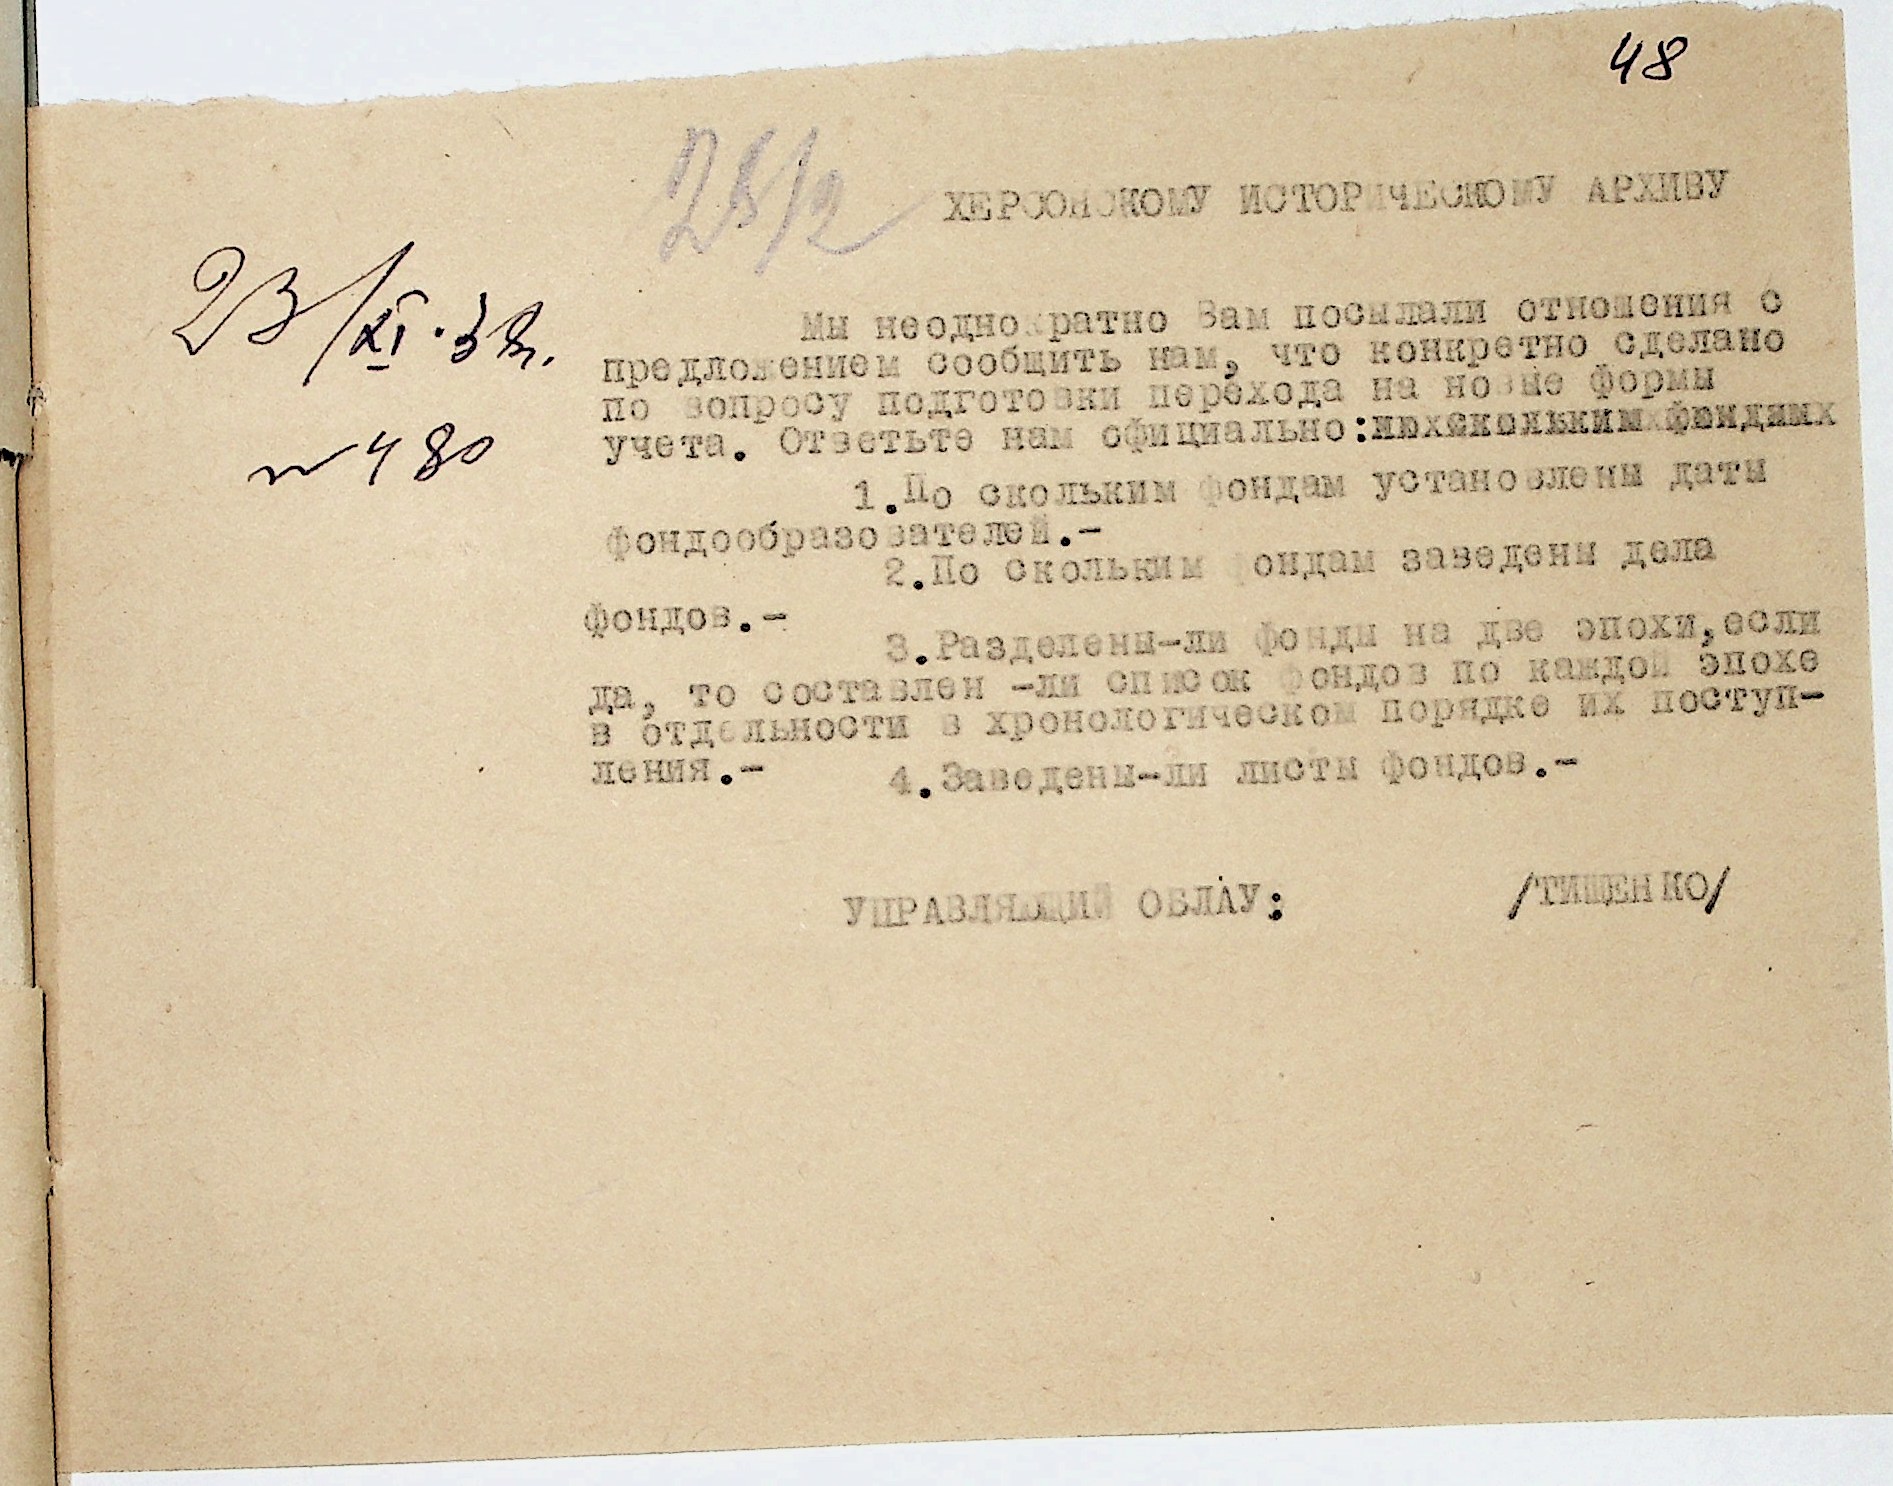 48
28/2
ХЕРСОНСКОМУ ИСТОРИЧЕСКОМУ АРХИВУ
23/XI.38г.
№ 480
Мы неоднократно Вам посылали отношения с
предложением сообщить нам, что конкретно сделано
по вопросу подготовки перехода на новые формы
учета. Ответьте нам официально:
1.По скольким фондам установлены даты
фондообразователей.-
2.По скольким фондам заведены дела
фондов.-
3.Разделены-ли фонды на две эпохи,если
да, то составлен -ли список фондов по каждой эпохе
в отдельности в хронологическом порядке их поступ-
ления.-
4.Заведены-ли листы фондов.-
УПРАВЛЯЮЩИЙ ОБЛАУ:
/ТИЩЕНКО/